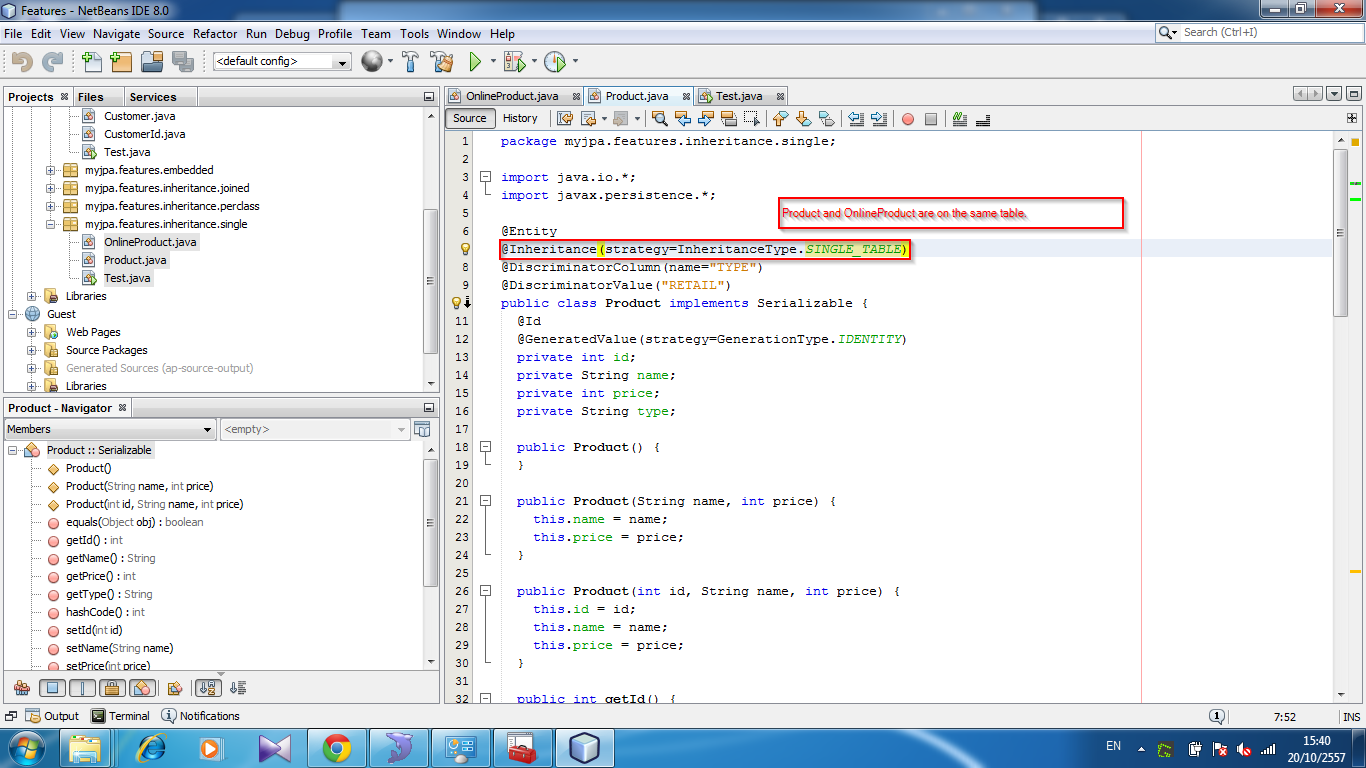 Features - NetBeans IDE 8.0
File Edit View Navigate Source Refactor Run Debug Profile Team Tools Window Help
Search (Ctrl+I)
<default config>
Projects Files Services
Customer.java
CustomerId.java
Test.java
myjpa.features.embedded
myjpa.features.inheritance.joined
myjpa.features.inheritance.perclass
myjpa.features.inheritance.single
OnlineProduct.java
Product.java
Test.java
Libraries
Guest
Web Pages
Source Packages
Generated Sources (ap-source-output)
Libraries
Product - Navigator
Members <empty>
Product :: Serializable
Product()
Product(String name, int price)
Product(int id, String name, int price)
equals(Object obj) : boolean
getId() : int
getName() : String
getPrice() : int
getType() : String
hashCode() : int
setId(int id)
setName(String name)
setPrice(int price)
OnlineProduct.java Product.java Test.java
Source History
1 package myjpa.features.inheritance.single;
2
3 import java.io.*;
4 import javax.persistence.*;
5
Product and OnlineProduct are on the same table.
6 @Entity
@Inheritance(strategy=InheritanceType.SINGLE_TABLE)
8 @DiscriminatorColumn(name="TYPE")
9 @DiscriminatorValue("RETAIL")
public class Product implements Serializable {
11 @Id
12 @GeneratedValue(strategy=GenerationType.IDENTITY)
13 private int id;
14 private String name;
15 private int price;
16 private String type;
17
18 public Product() {
19 }
20
21 public Product(String name, int price) {
22 this.name = name;
23 this.price = price;
24 }
25
26 public Product(int id, String name, int price) {
27 this.id = id;
28 this.name = name;
29 this.price = price;
30 }
31
32 public int getId() {
Output Terminal Notifications
1 7:52 INS
EN
15:40
20/10/2557